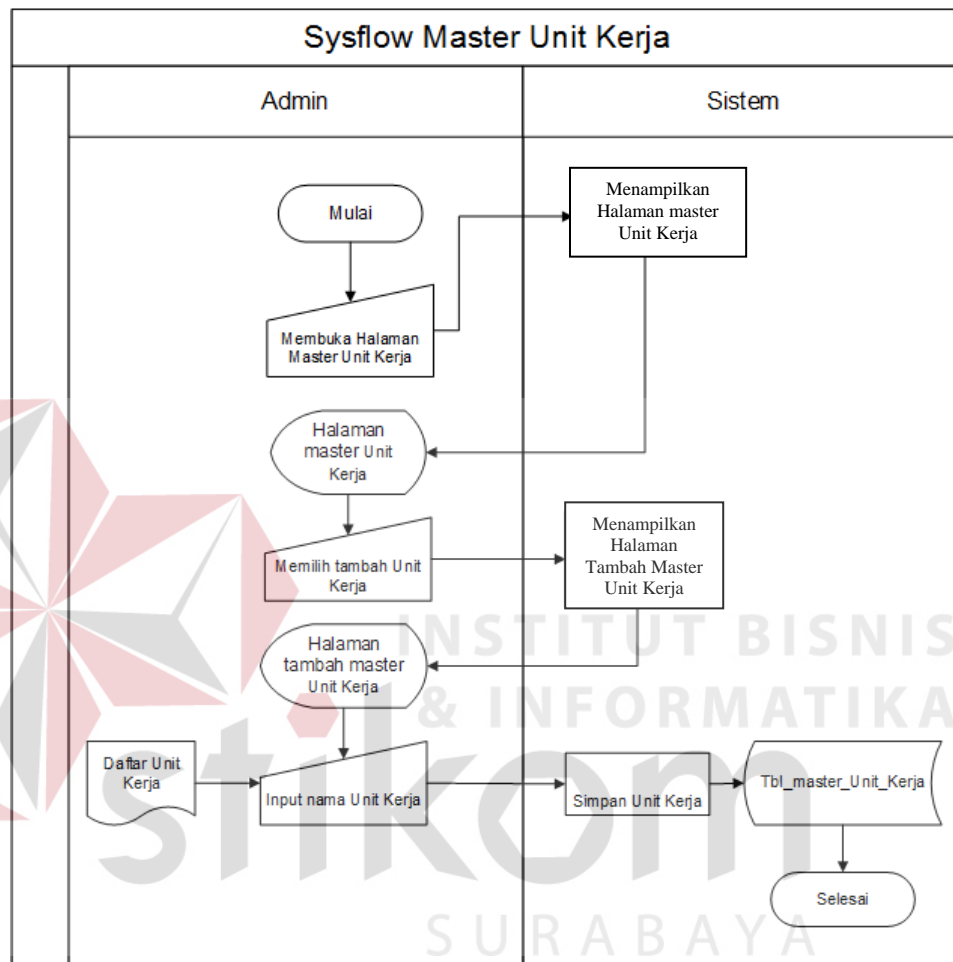 Sysflow Master Unit Kerja
Admin
Sistem
Mulai
Menampilkan
Halaman master
Unit Kerja
Membuka Halaman
Master Unit Kerja
Halaman
master Unit
Kerja
Memilih tambah Unit
Kerja
Menampilkan
Halaman
Tambah Master
Unit Kerja
Halaman
tambah master
Unit Kerja
Daftar Unit
Kerja
Input nama Unit Kerja
Simpan Unit Kerja
Tbl_master_Unit_Kerja
Selesai
INSTITUT BISNIS
& INFORMATIKA
stikom
SURABAYA